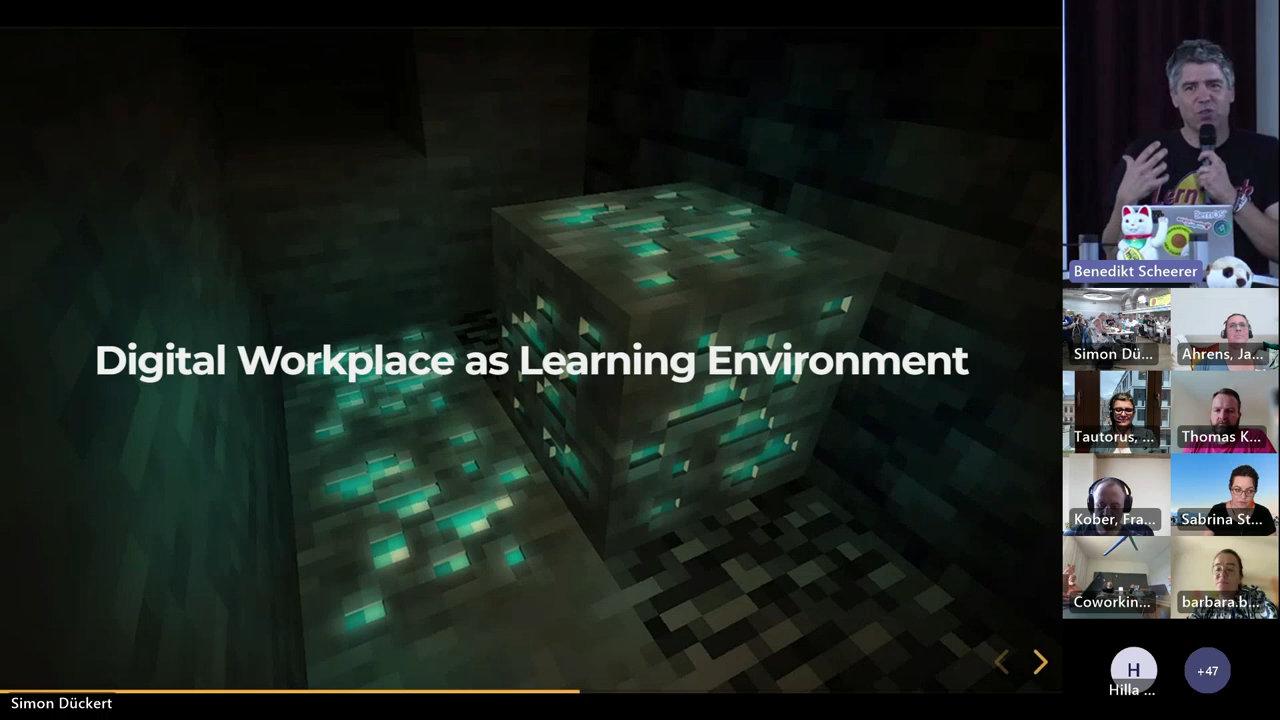 Digital Workplace as Learning Environment
Simon Dückert
Benedikt Scheerer
Simon Dü...
Ahrens, Ja...
Tautorus, ...
Thomas K...
Kober, Fra...
Sabrina St...
Coworkin...
barbara.b...
H
Hilla ...
+47